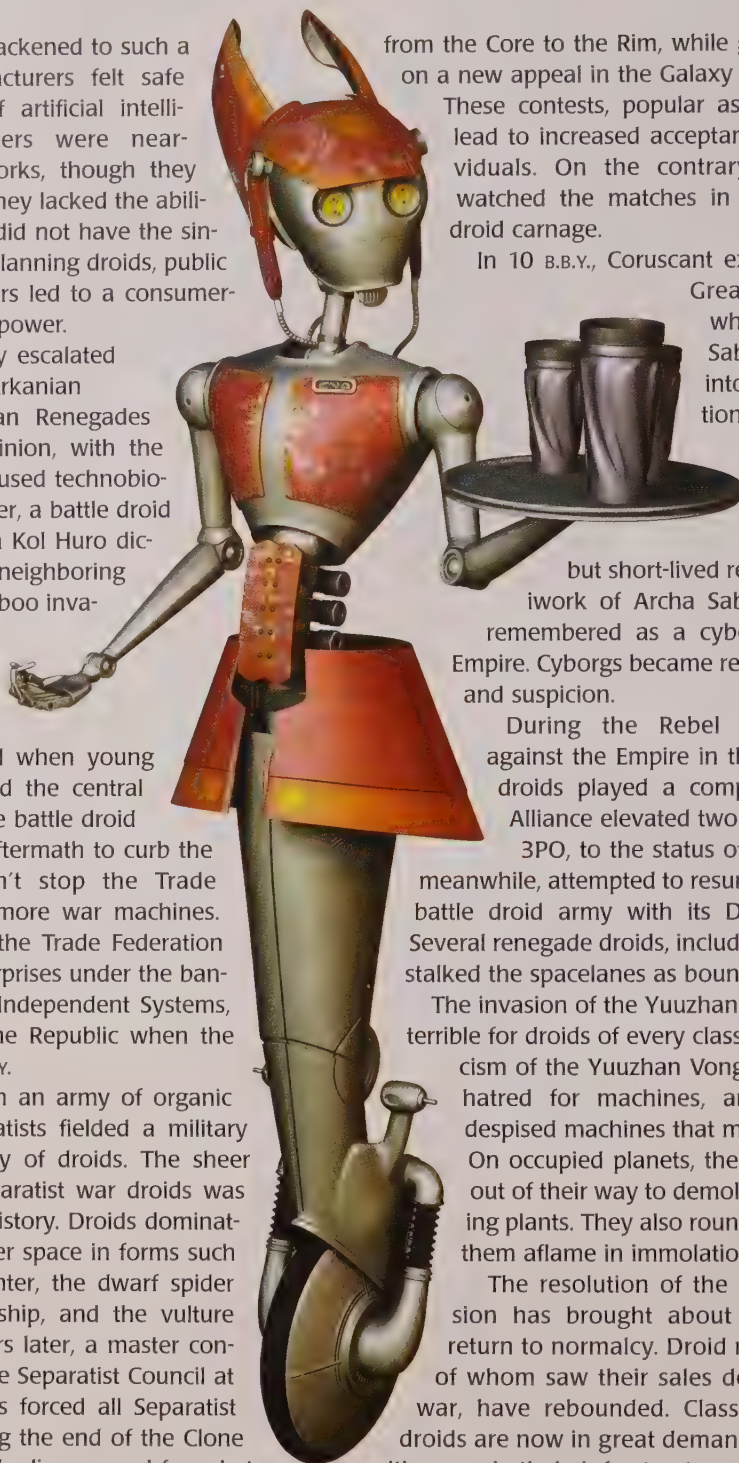 ackened to such a
acturers felt safe
f artificial intelli-
ers were near-
orks, though they
hey lacked the abili-
did not have the sin-
lanning droids, public
rs led to a consumer-
power.
y escalated
arkanian
an Renegades
inion, with the
used technobio-
er, a battle droid
a Kol Huro dic-
neighboring
boo inva-
l when young
d the central
e battle droid
ftermath to curb the
n't stop the Trade
more war machines.
the Trade Federation
rprises under the ban-
Independent Systems,
ne Republic when the
Y.
n an army of organic
atists fielded a military
y of droids. The sheer
aratist war droids was
istory. Droids dominat-
er space in forms such
nter, the dwarf spider
ship, and the vulture
rs later, a master con-
e Separatist Council at
s forced all Separatist
g the end of the Clone
from the Core to the Rim, while
on a new appeal in the Galaxy
These contests, popular as
lead to increased acceptan
viduals. On the contrary
watched the matches in
droid carnage.
In 10 B.B.Y., Coruscant ex
Grea
wh
Sab
into
tion
but short-lived re
iwork of Archa Sab
remembered as a cybo
Empire. Cyborgs became re
and suspicion.
During the Rebel
against the Empire in th
droids played a comp
Alliance elevated two
3PO, to the status o
meanwhile, attempted to resur
battle droid army with its D
Several renegade droids, includ
stalked the spacelanes as boun
The invasion of the Yuuzhan
terrible for droids of every class
cism of the Yuuzhan Vong
hatred for machines, an
despised machines that m
On occupied planets, the
out of their way to demol
ing plants. They also roun
them aflame in immolatio
The resolution of the
sion has brought about
return to normalcy. Droid r
of whom saw their sales de
war, have rebounded. Class
droids are now in great deman